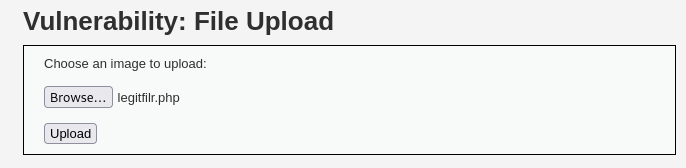 Vulnerability: File Upload
Choose an image to upload:
Browse... legitfilr.php
Upload